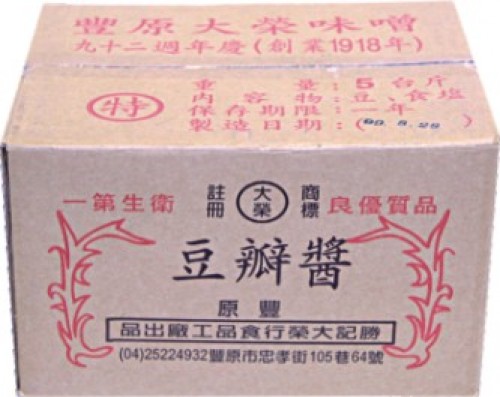 豐原大榮味噌
九十二週年慶(創業1918年)
特
重量：5台斤
內容物：豆、食塩
保存期限：一年
製造日期：
品質優良
商標
大榮
註冊
衛生第一
豆瓣醬
豐原
勝記大榮行食品工廠出品
(04)25224932豐原市忠孝街105巷64號